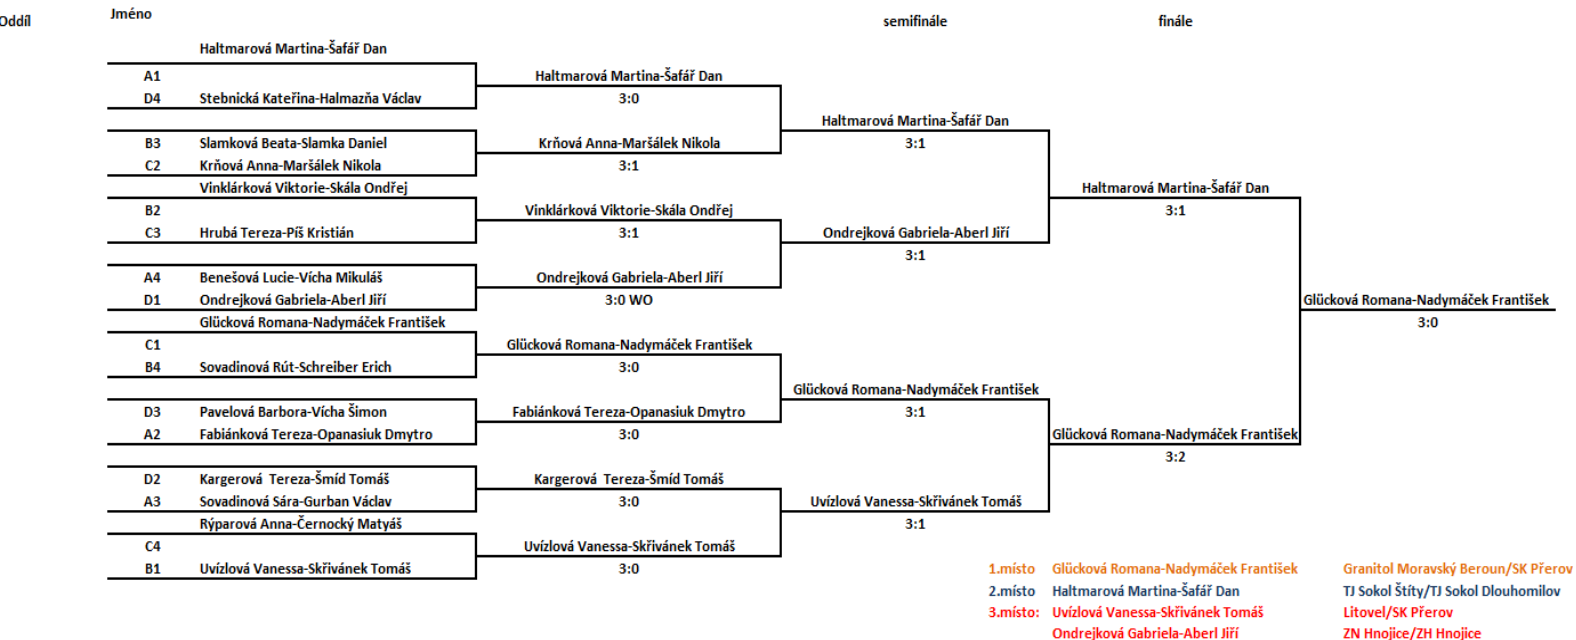 Oddíl Jméno semifinále finále
Haltmarová Martina-Šafář Dan
A1 Haltmarová Martina-Šafář Dan
D4 Stebnická Kateřina-Halmazňa Václav 3:0
Haltmarová Martina-Šafář Dan
B3 Slamková Beata-Slamka Daniel Krňová Anna-Maršálek Nikola 3:1
C2 Krňová Anna-Maršálek Nikola 3:1
Vinklárková Viktorie-Skála Ondřej Haltmarová Martina-Šafář Dan
B2 Vinklárková Viktorie-Skála Ondřej 3:1
C3 Hrubá Tereza-Píš Kristián 3:1 Ondrejková Gabriela-Aberl Jiří
3:1
A4 Benešová Lucie-Vícha Mikuláš Ondrejková Gabriela-Aberl Jiří
D1 Ondrejková Gabriela-Aberl Jiří 3:0 WO Glücková Romana-Nadymáček František
Glücková Romana-Nadymáček František 3:0
C1 Glücková Romana-Nadymáček František
B4 Sovadinová Rút-Schreiber Erich 3:0
Glücková Romana-Nadymáček František
D3 Pavelová Barbora-Vícha Šimon Fabiánková Tereza-Opanasiuk Dmytro 3:1
A2 Fabiánková Tereza-Opanasiuk Dmytro 3:0 Glücková Romana-Nadymáček František
3:2
D2 Kargerová  Tereza-Šmíd Tomáš Kargerová  Tereza-Šmíd Tomáš
A3 Sovadinová Sára-Gurban Václav 3:0 Uvízlová Vanessa-Skřivánek Tomáš
Rýparová Anna-Černocký Matyáš 3:1
C4 Uvízlová Vanessa-Skřivánek Tomáš
B1 Uvízlová Vanessa-Skřivánek Tomáš 3:0 1.místo Glücková Romana-Nadymáček František Granitol Moravský Beroun/SK Přerov
2.místo Haltmarová Martina-Šafář Dan TJ Sokol Štíty/TJ Sokol Dlouhomilov
3.místo: Uvízlová Vanessa-Skřivánek Tomáš Litovel/SK Přerov
Ondrejková Gabriela-Aberl Jiří ZN Hnojice/ZH Hnojice